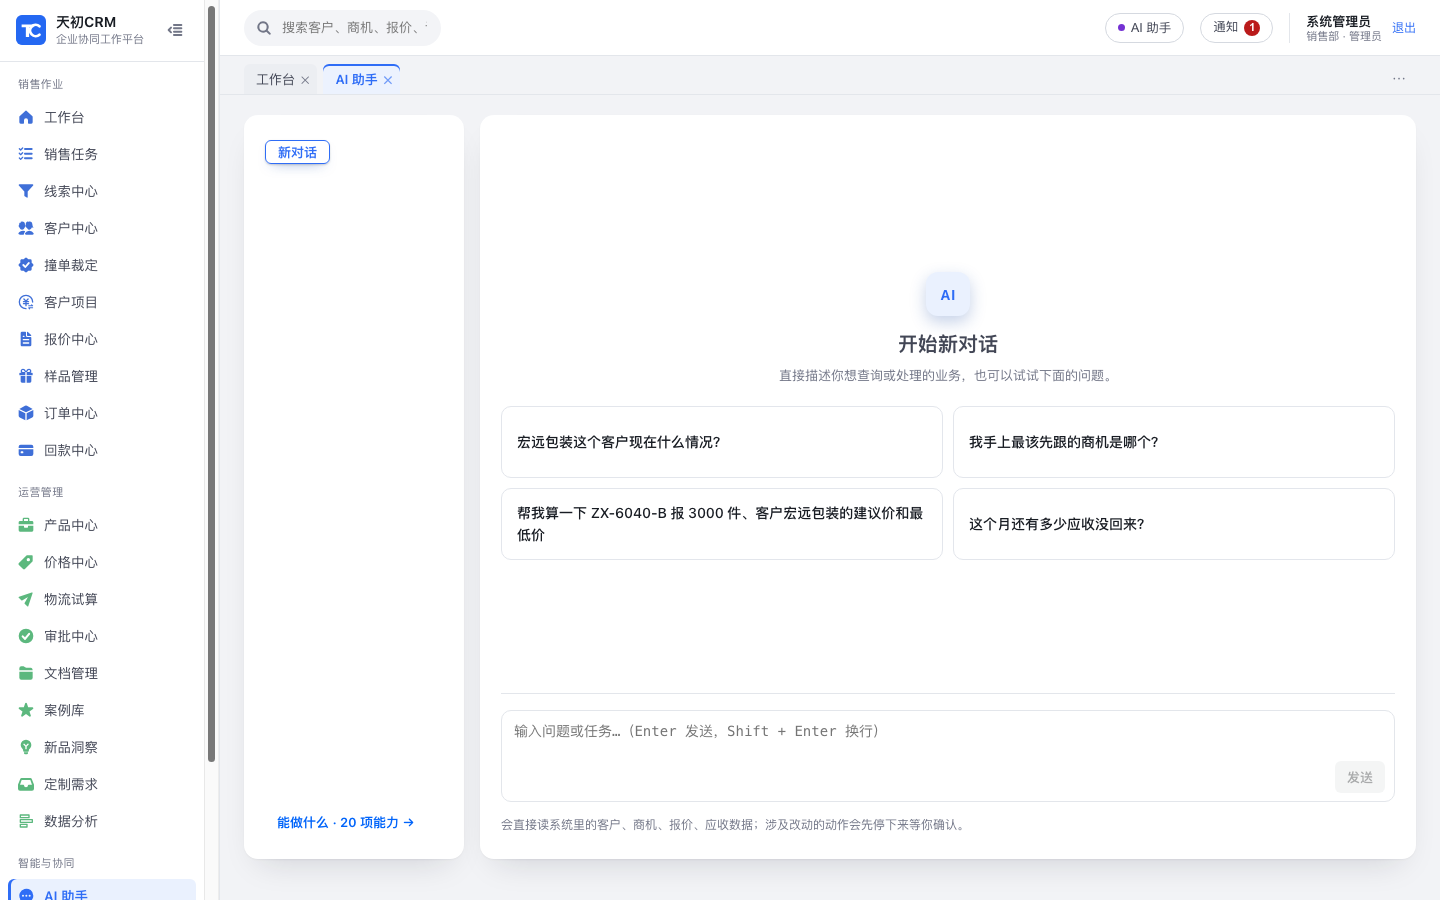 天初CRM
企业协同工作平台
销售作业
工作台
销售任务
线索中心
客户中心
撞单裁定
客户项目
报价中心
样品管理
订单中心
回款中心
运营管理
产品中心
价格中心
物流试算
审批中心
文档管理
案例库
新品洞察
定制需求
数据分析
智能与协同
AI 助手
搜索客户、商机、报价、
AI 助手
通知 1
系统管理员
销售部 · 管理员
退出
工作台
AI 助手
···
新对话
能做什么 · 20 项能力 →
AI
开始新对话
直接描述你想查询或处理的业务，也可以试试下面的问题。
宏远包装这个客户现在什么情况？
我手上最该先跟的商机是哪个？
帮我算一下 ZX-6040-B 报 3000 件、客户宏远包装的建议价和最
低价
这个月还有多少应收没回来？
输入问题或任务…（Enter 发送，Shift + Enter 换行）
发送
会直接读系统里的客户、商机、报价、应收数据；涉及改动的动作会先停下来等你确认。